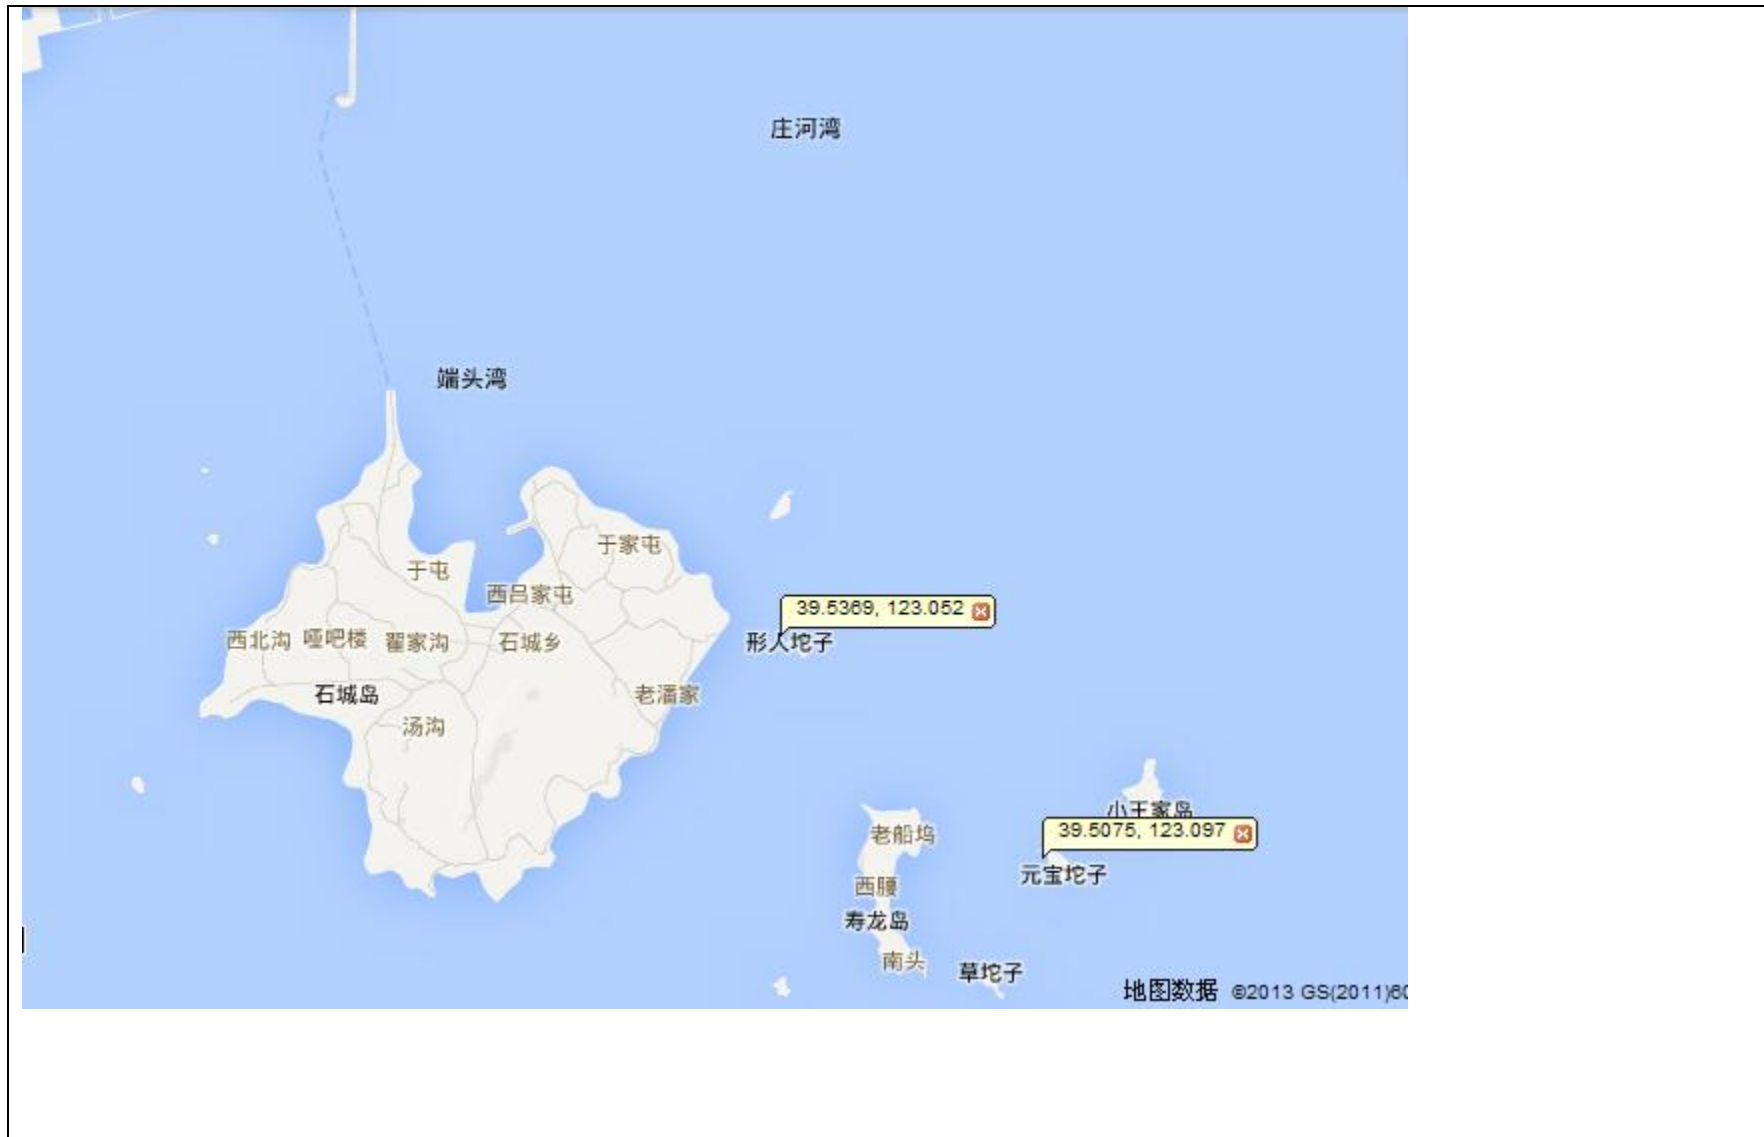 庄河湾
端头湾
于家屯
于屯
西吕家屯
39.5369, 123.052
西北沟
哑吧楼
翟家沟
石城乡
形人坨子
石城岛
老潘家
汤沟
小王家岛
老船坞
39.5075, 123.097
元宝坨子
西腰
寿龙岛
南头
草坨子
地图数据 ©2013 GS(2011)60